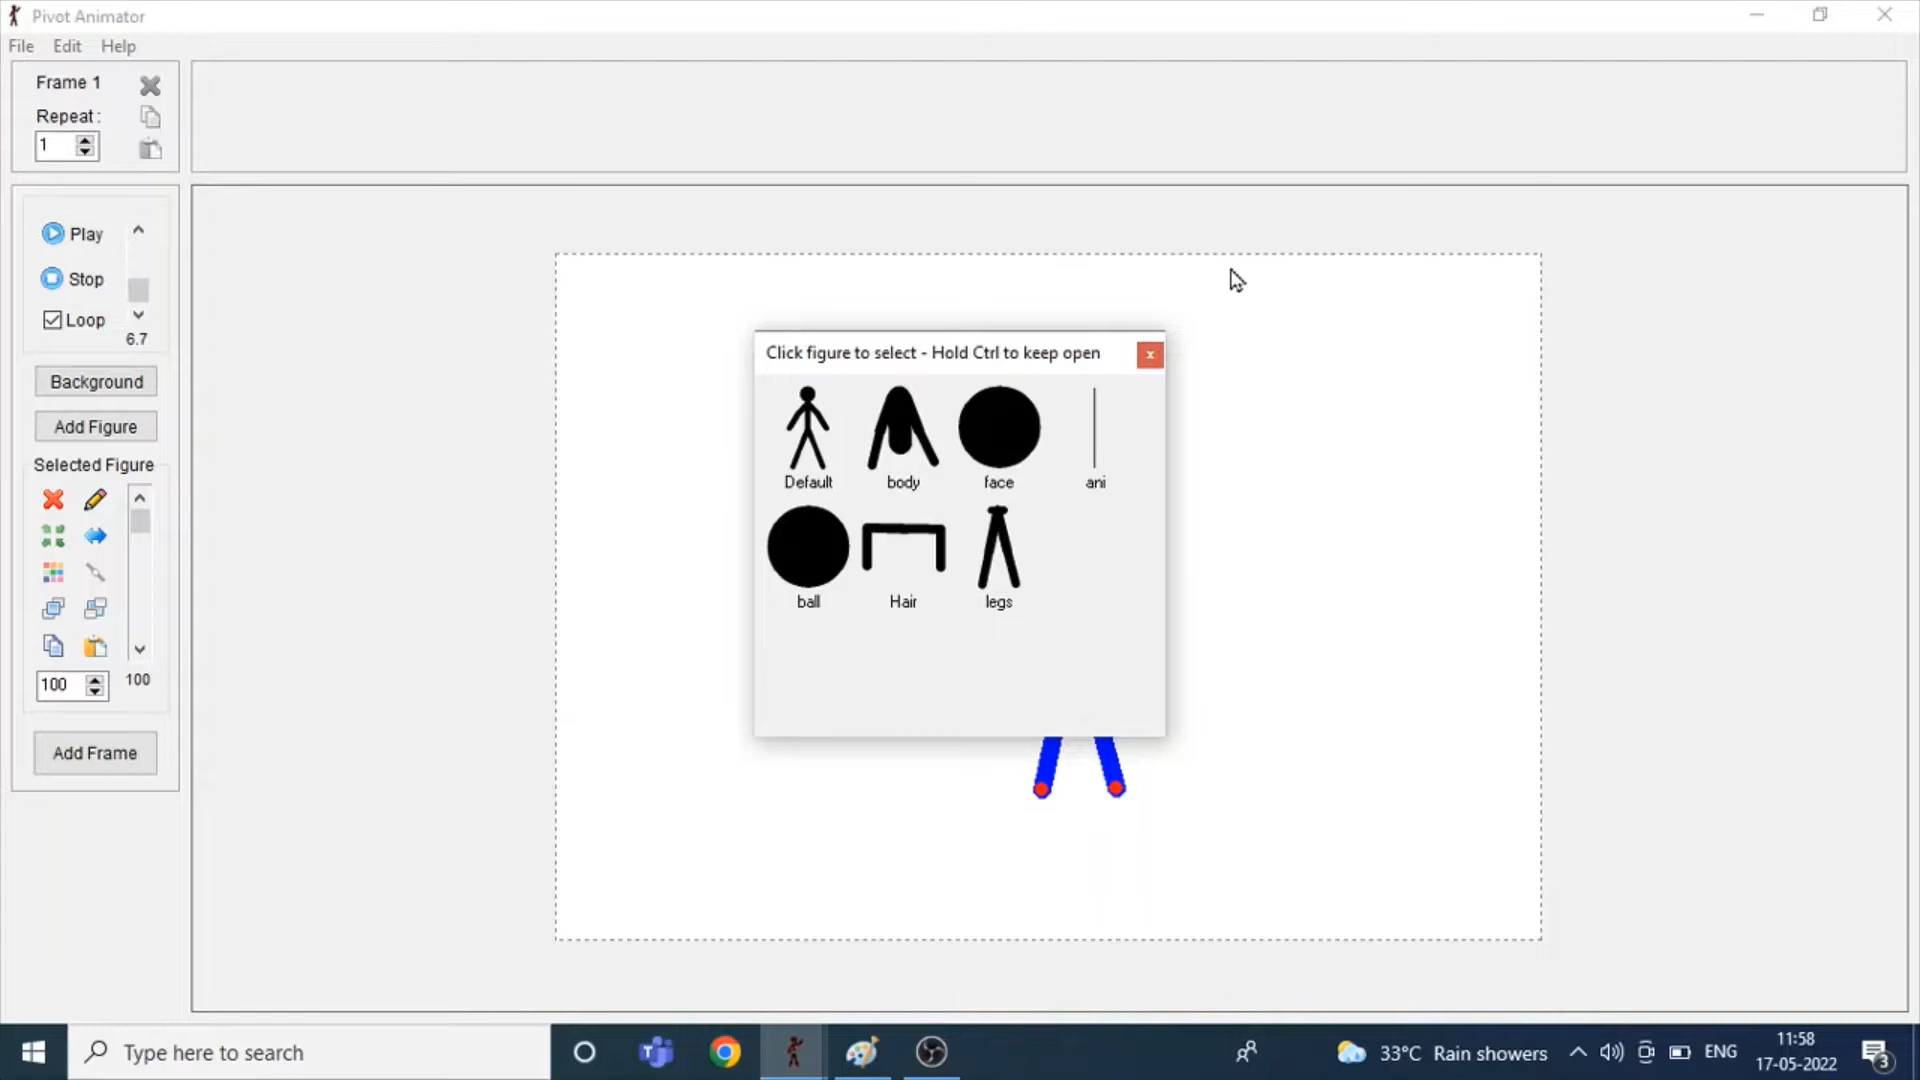 Pivot Animator
File Edit Help
Frame 1
Repeat :
1
Play
Stop
Loop
6.7
Background
Add Figure
Selected Figure
100
100
Add Frame
Click figure to select - Hold Ctrl to keep open
x
Default body face ani
ball Hair legs
Type here to search
33°C Rain showers
ENG
11:58
17-05-2022
3